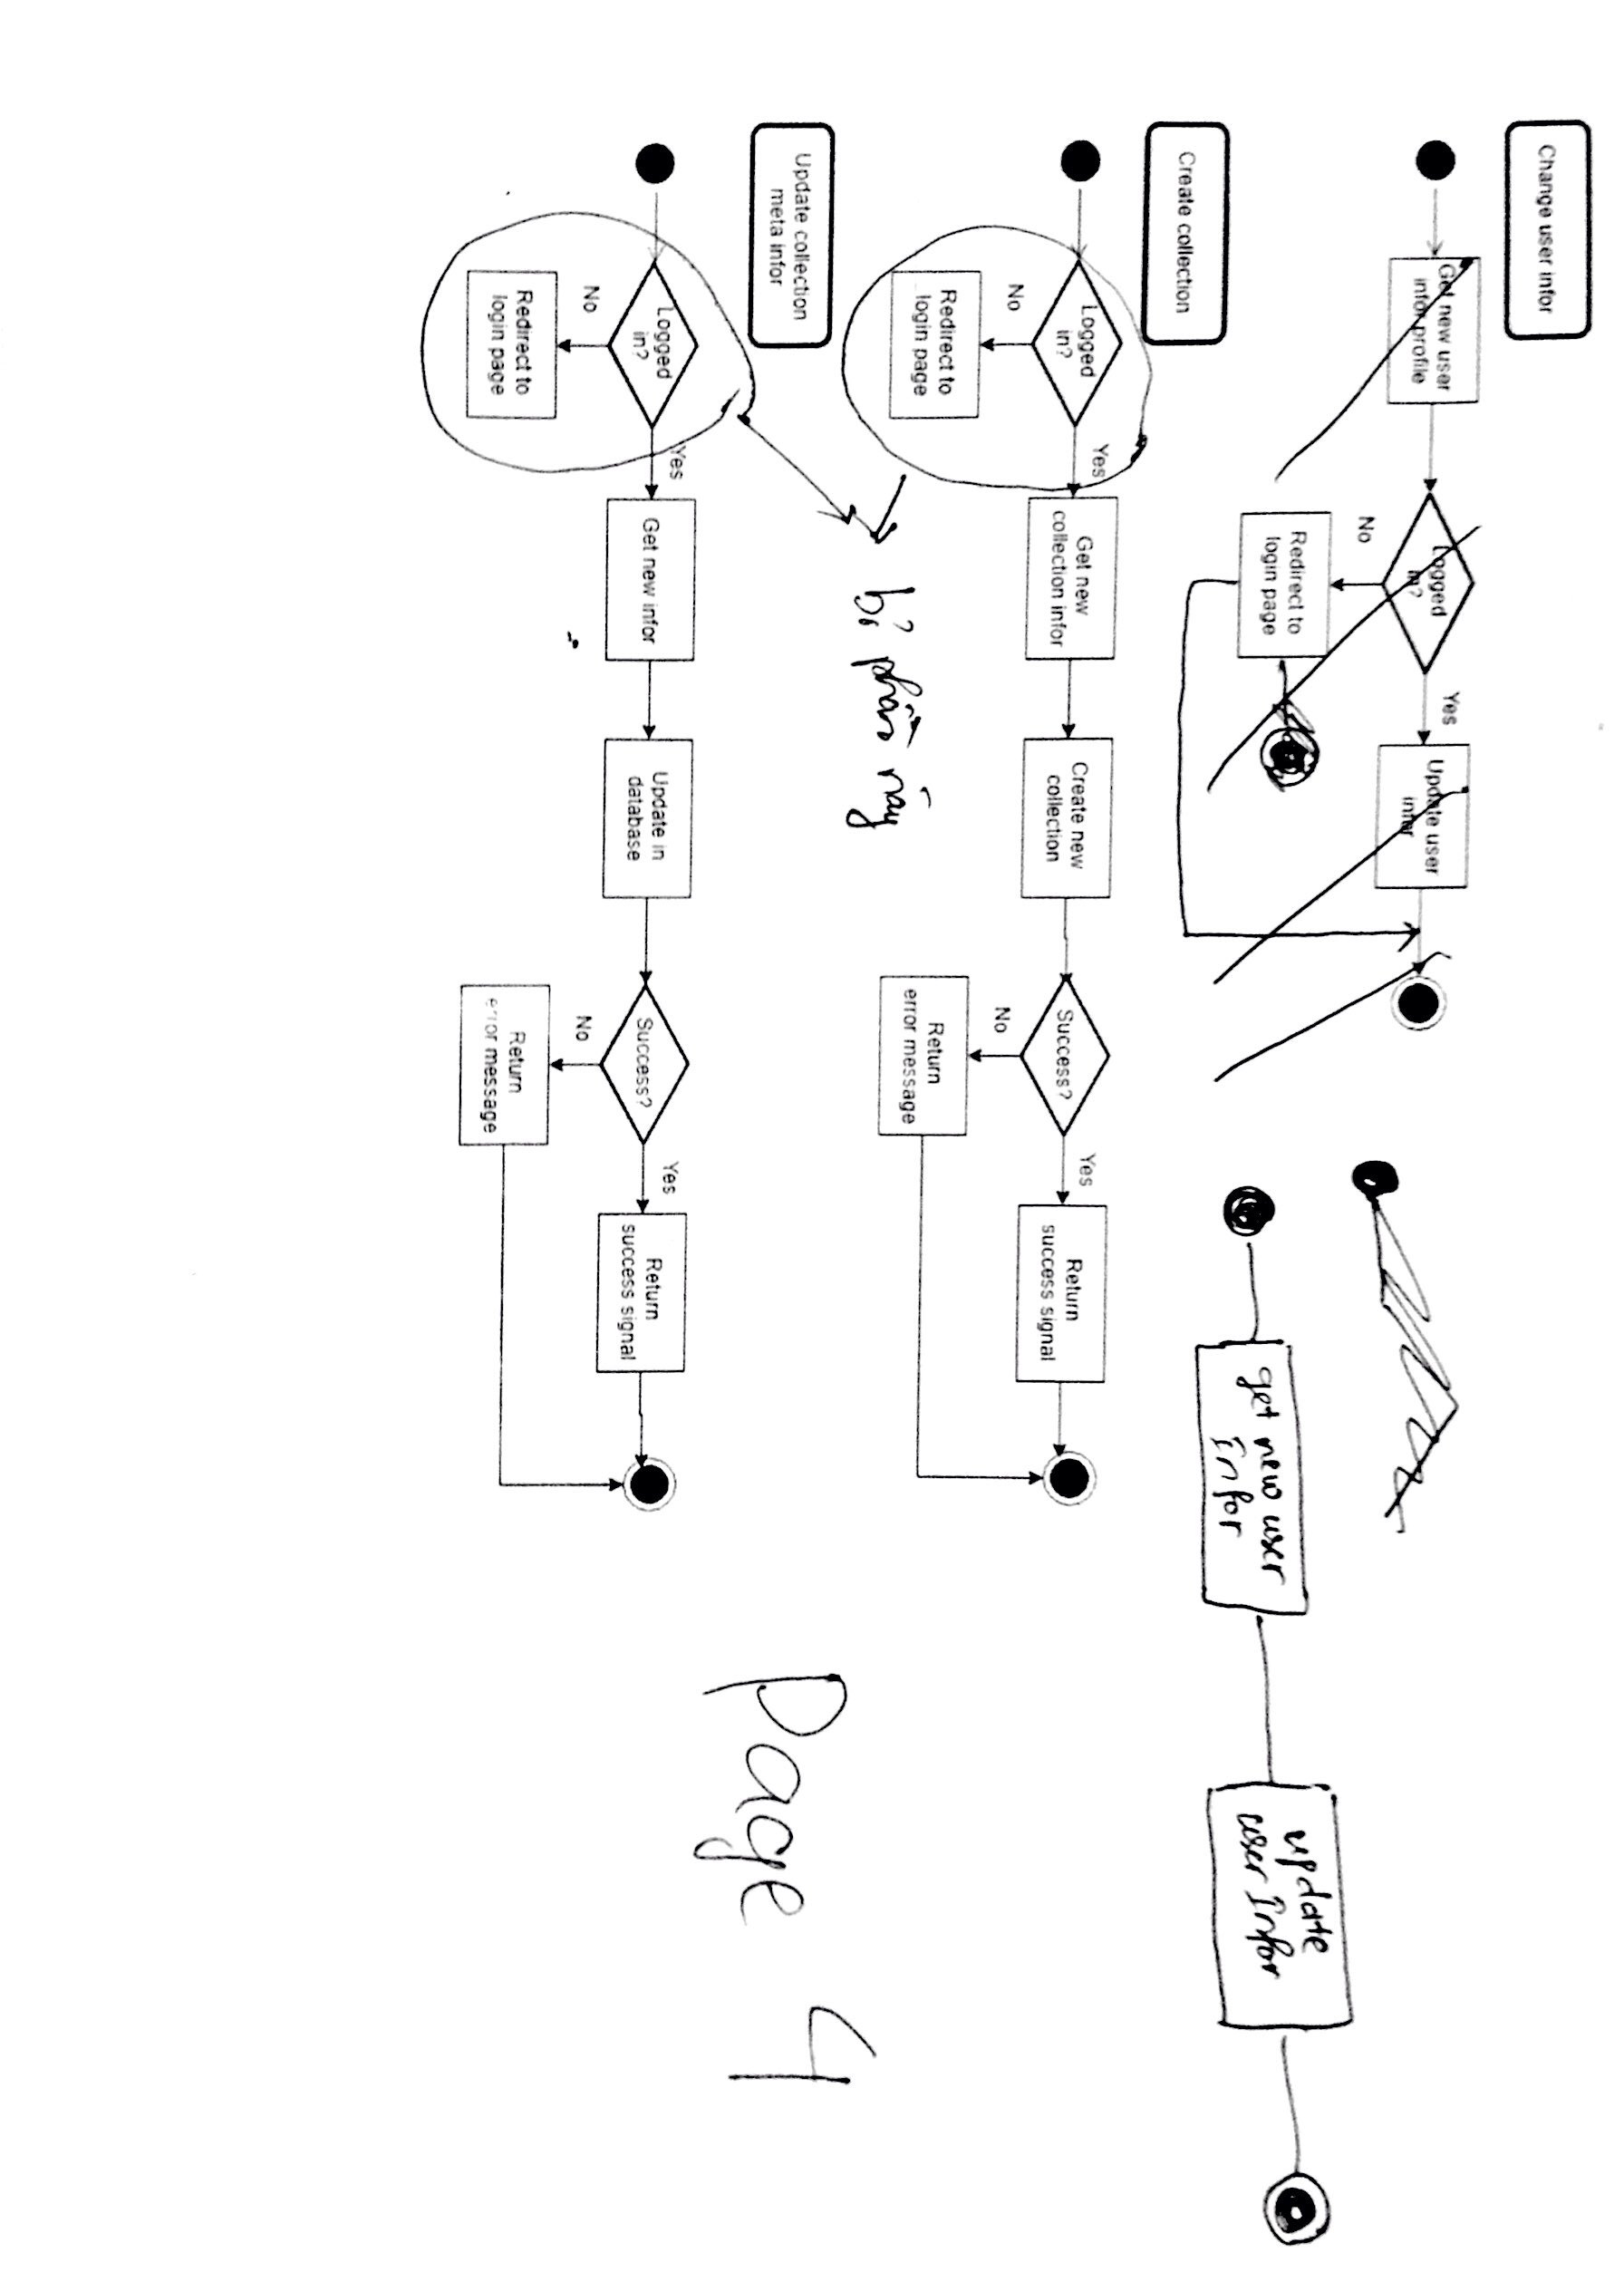 Change user infor
Get new user
infor profile
Logged
in?
No
Redirect to
login page
Yes
Update user
infor
get new user
Infor
update
user Infor
Create collection
Logged
in?
No
Redirect to
login page
Yes
Get new
collection infor
Create new
collection
Success?
No
Return
error message
Yes
Return
success signal
bỏ phần này
Update collection
meta infor
Logged
in?
No
Redirect to
login page
Yes
Get new infor
Update in
database
Success?
No
Return
error message
Yes
Return
success signal
Page 4